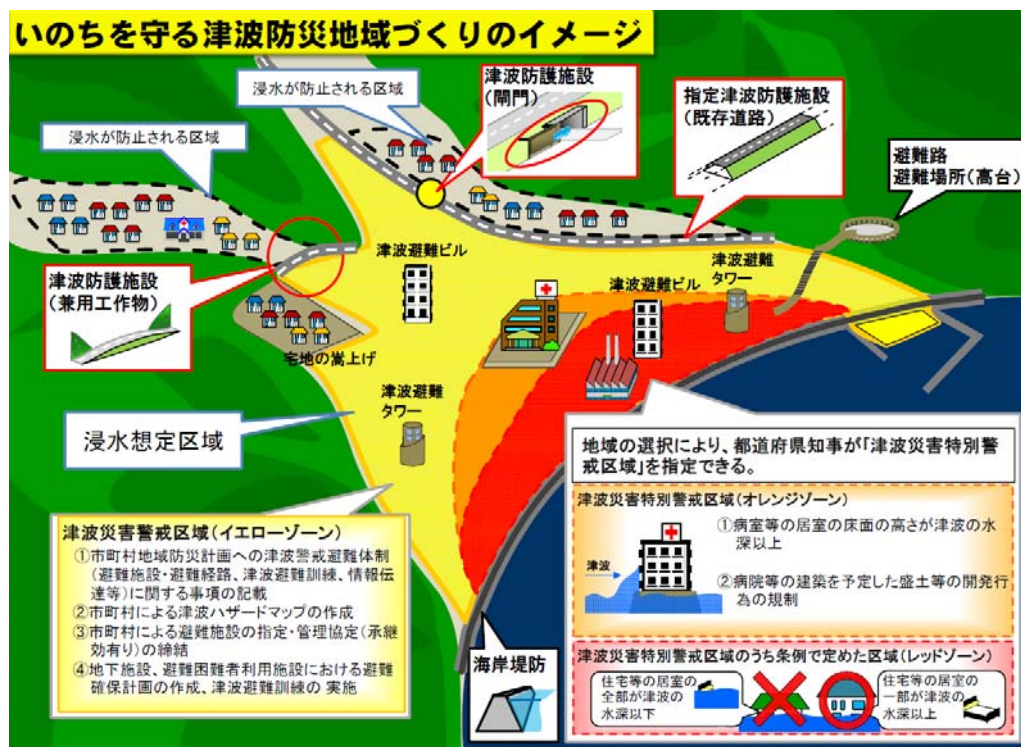 いのちを守る津波防災地域づくりのイメージ
浸水が防止される区域
浸水が防止される区域
津波防護施設
(閘門)
指定津波防護施設
(既存道路)
避難路
避難場所(高台)
津波防護施設
(兼用工作物)
津波避難ビル
津波避難ビル
津波避難
タワー
宅地の嵩上げ
津波避難
タワー
浸水想定区域
津波災害警戒区域(イエローゾーン)
①市町村地域防災計画への津波警戒避難体制
(避難施設・避難経路、津波避難訓練、情報伝
達等)に関する事項の記載
②市町村による津波ハザードマップの作成
③市町村による避難施設の指定・管理協定(承継
効有り)の締結
④地下施設、避難困難者利用施設における避難
確保計画の作成、津波避難訓練の 実施
海岸堤防
地域の選択により、都道府県知事が「津波災害特別警
戒区域」を指定できる。
津波災害特別警戒区域(オレンジゾーン)
津波
①病室等の居室の床面の高さが津波の水
深以上
②病院等の建築を予定した盛土等の開発行
為の規制
津波災害特別警戒区域のうち条例で定めた区域(レッドゾーン)
住宅等の居室の
全部が津波の
水深以下
住宅等の居室の
一部が津波の
水深以上